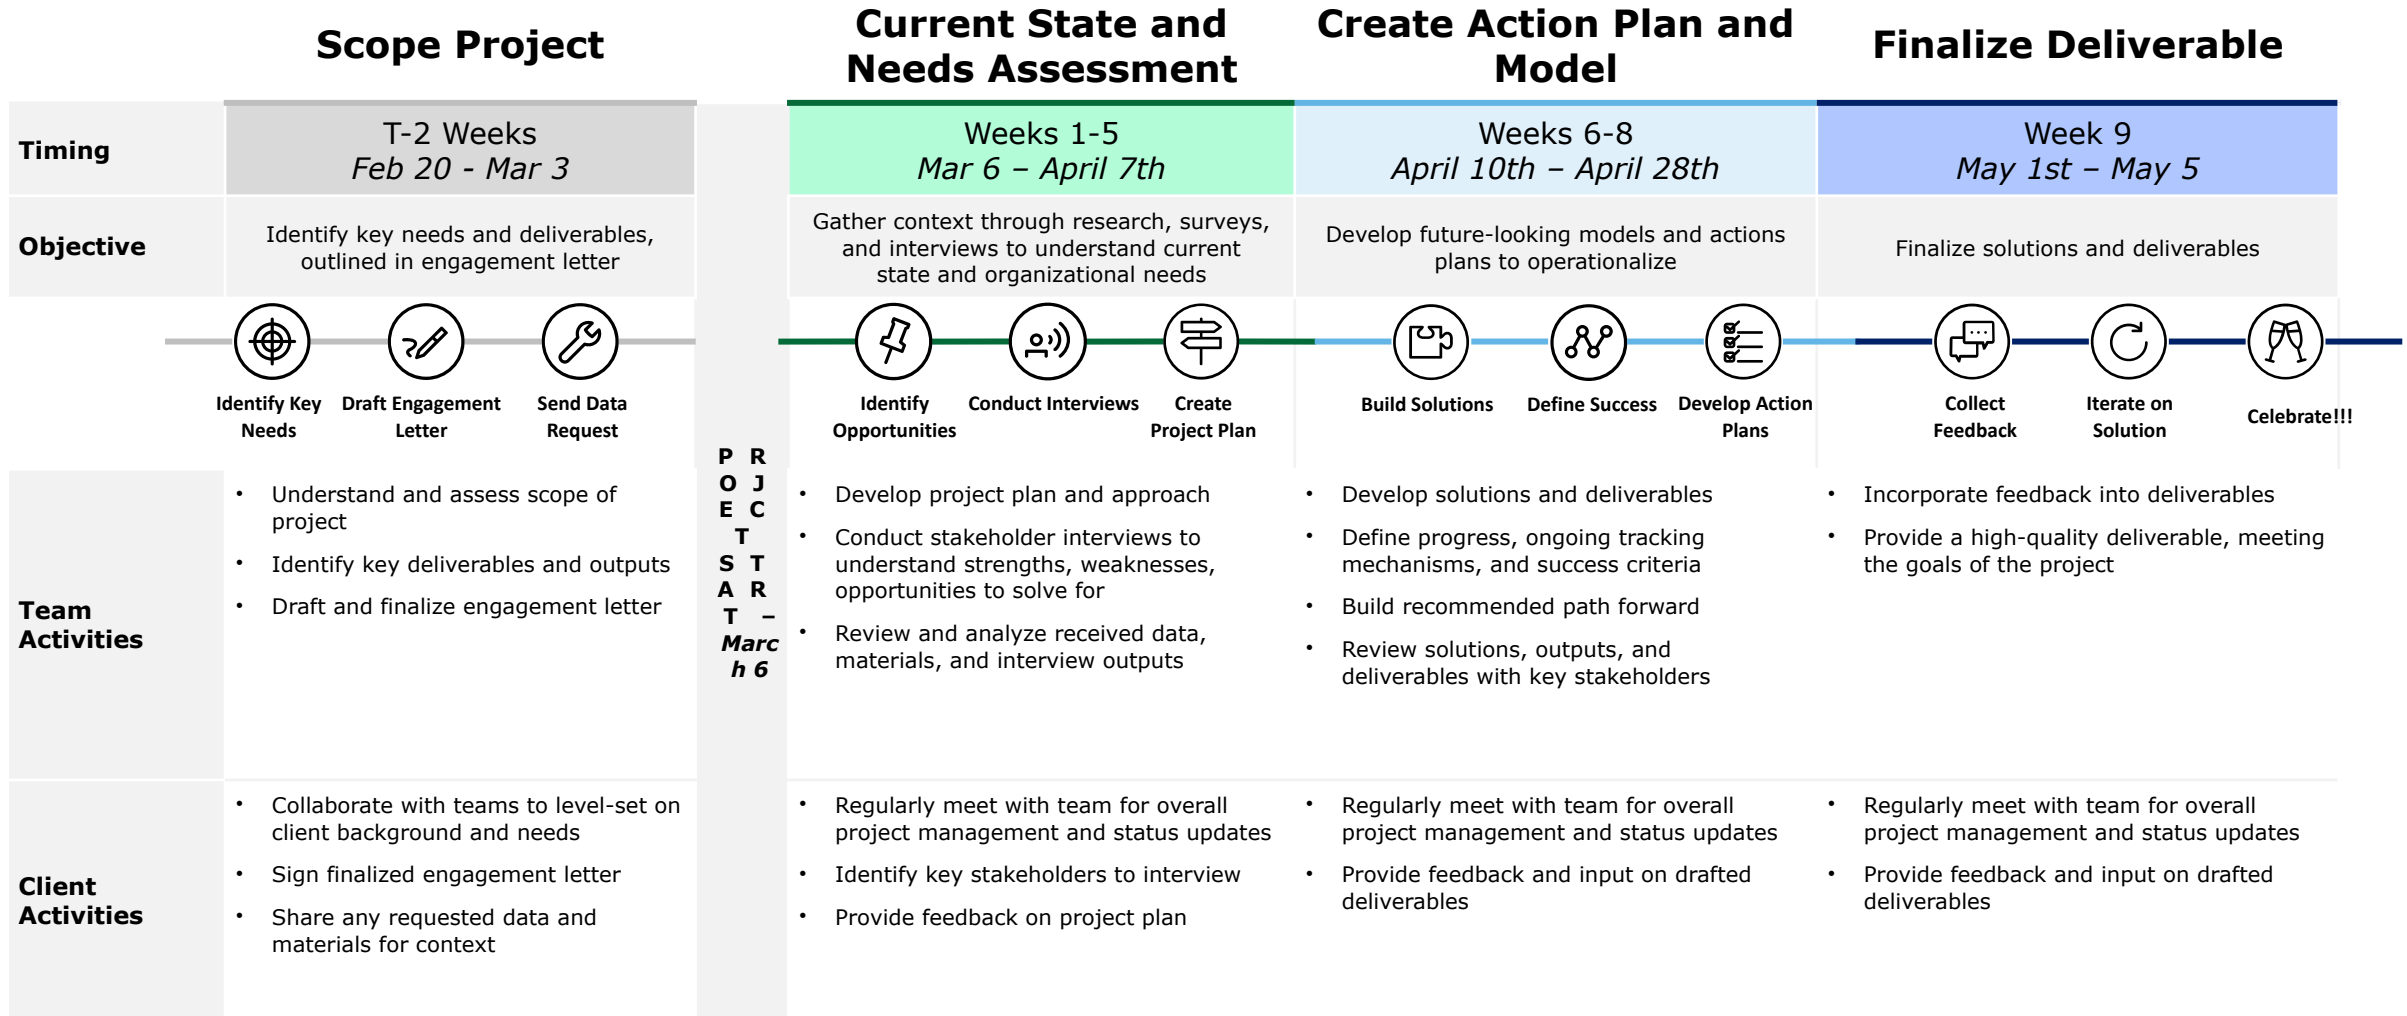 Scope Project
Current State and
Needs Assessment
Create Action Plan and
Model
Finalize Deliverable
Timing
T-2 Weeks
Feb 20 - Mar 3
Weeks 1-5
Mar 6 – April 7th
Weeks 6-8
April 10th – April 28th
Week 9
May 1st – May 5
Objective
Identify key needs and deliverables,
outlined in engagement letter
Gather context through research, surveys,
and interviews to understand current
state and organizational needs
Develop future-looking models and actions
plans to operationalize
Finalize solutions and deliverables
Identify Key
Needs
Draft Engagement
Letter
Send Data
Request
Identify
Opportunities
Conduct Interviews
Create
Project Plan
Build Solutions
Define Success
Develop Action
Plans
Collect
Feedback
Iterate on
Solution
Celebrate!!!
P R
O J
E C
T
S T
A R
T –
Marc
h 6
Team
Activities
• Understand and assess scope of
project
• Identify key deliverables and outputs
• Draft and finalize engagement letter
• Develop project plan and approach
• Conduct stakeholder interviews to
understand strengths, weaknesses,
opportunities to solve for
• Review and analyze received data,
materials, and interview outputs
• Develop solutions and deliverables
• Define progress, ongoing tracking
mechanisms, and success criteria
• Build recommended path forward
• Review solutions, outputs, and
deliverables with key stakeholders
• Incorporate feedback into deliverables
• Provide a high-quality deliverable, meeting
the goals of the project
Client
Activities
• Collaborate with teams to level-set on
client background and needs
• Sign finalized engagement letter
• Share any requested data and
materials for context
• Regularly meet with team for overall
project management and status updates
• Identify key stakeholders to interview
• Provide feedback on project plan
• Regularly meet with team for overall
project management and status updates
• Provide feedback and input on drafted
deliverables
• Regularly meet with team for overall
project management and status updates
• Provide feedback and input on drafted
deliverables